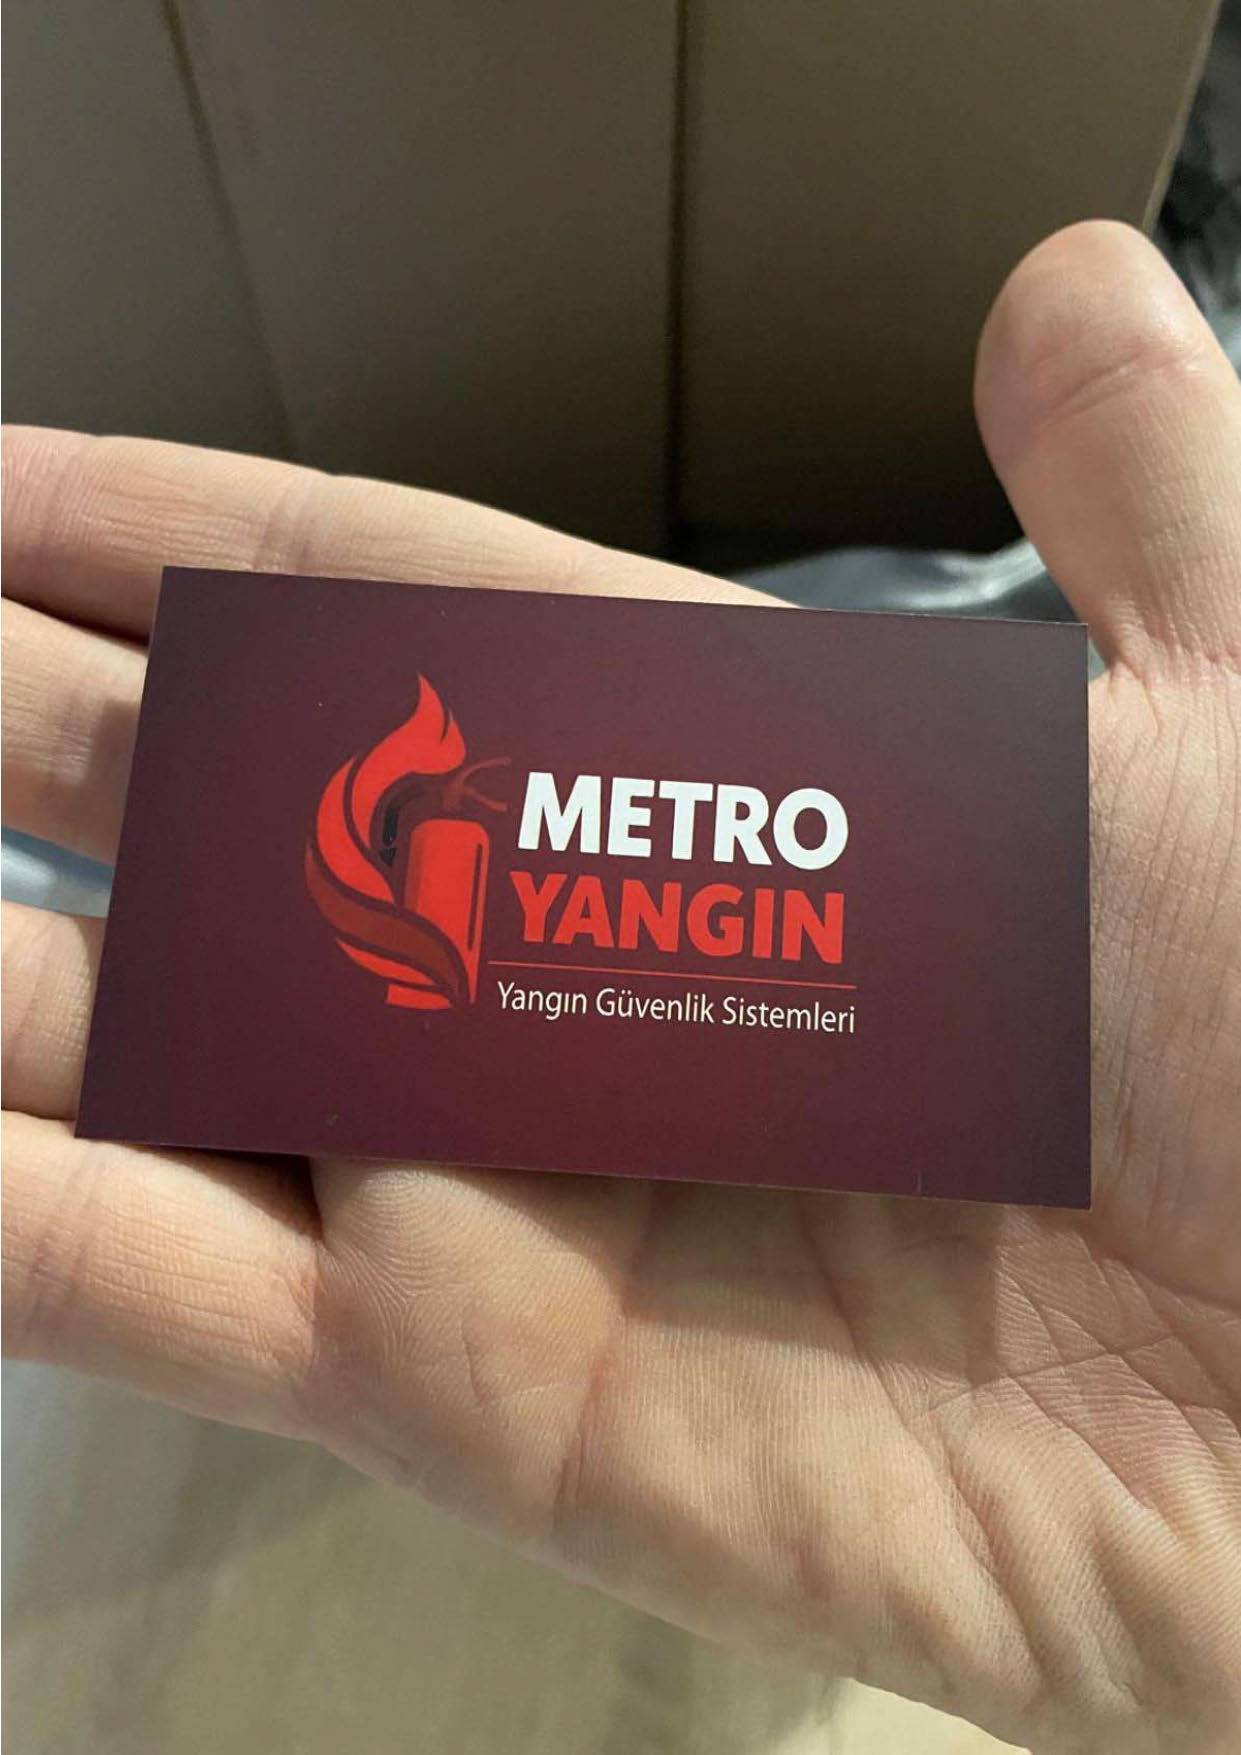 METRO
YANGIN
Yangın Güvenlik Sistemleri